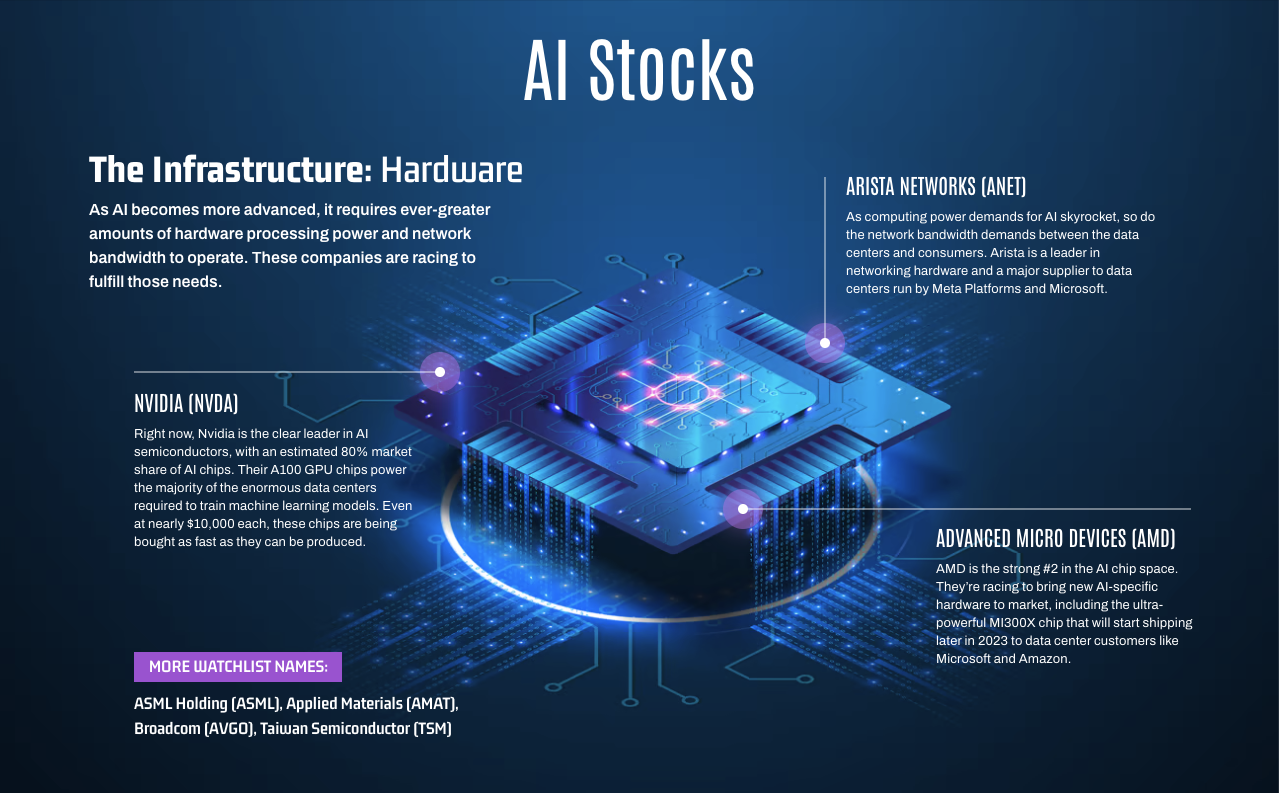 AI Stocks
The Infrastructure: Hardware
As AI becomes more advanced, it requires ever-greater
amounts of hardware processing power and network
bandwidth to operate. These companies are racing to
fulfill those needs.
ARISTA NETWORKS (ANET)
As computing power demands for AI skyrocket, so do
the network bandwidth demands between the data
centers and consumers. Arista is a leader in
networking hardware and a major supplier to data
centers run by Meta Platforms and Microsoft.
NVIDIA (NVDA)
Right now, Nvidia is the clear leader in AI
semiconductors, with an estimated 80% market
share of AI chips. Their A100 GPU chips power
the majority of the enormous data centers
required to train machine learning models. Even
at nearly $10,000 each, these chips are being
bought as fast as they can be produced.
ADVANCED MICRO DEVICES (AMD)
AMD is the strong #2 in the AI chip space.
They’re racing to bring new AI-specific
hardware to market, including the ultra-
powerful MI300X chip that will start shipping
later in 2023 to data center customers like
Microsoft and Amazon.
MORE WATCHLIST NAMES:
ASML Holding (ASML), Applied Materials (AMAT),
Broadcom (AVGO), Taiwan Semiconductor (TSM)